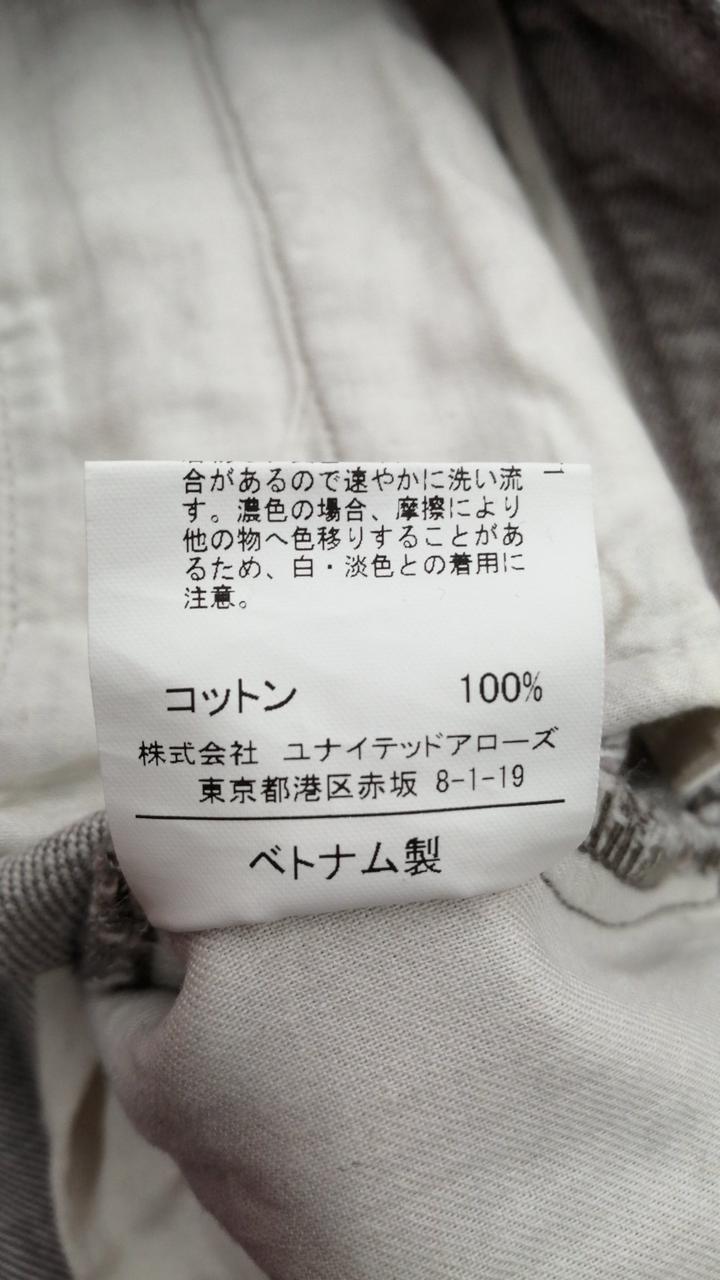 合があるので速やかに洗い流
す。濃色の場合、摩擦により
他の物へ色移りすることがあ
るため、白・淡色との着用に
注意。
コットン 100%
株式会社 ユナイテッドアローズ
東京都港区赤坂 8-1-19
ベトナム製